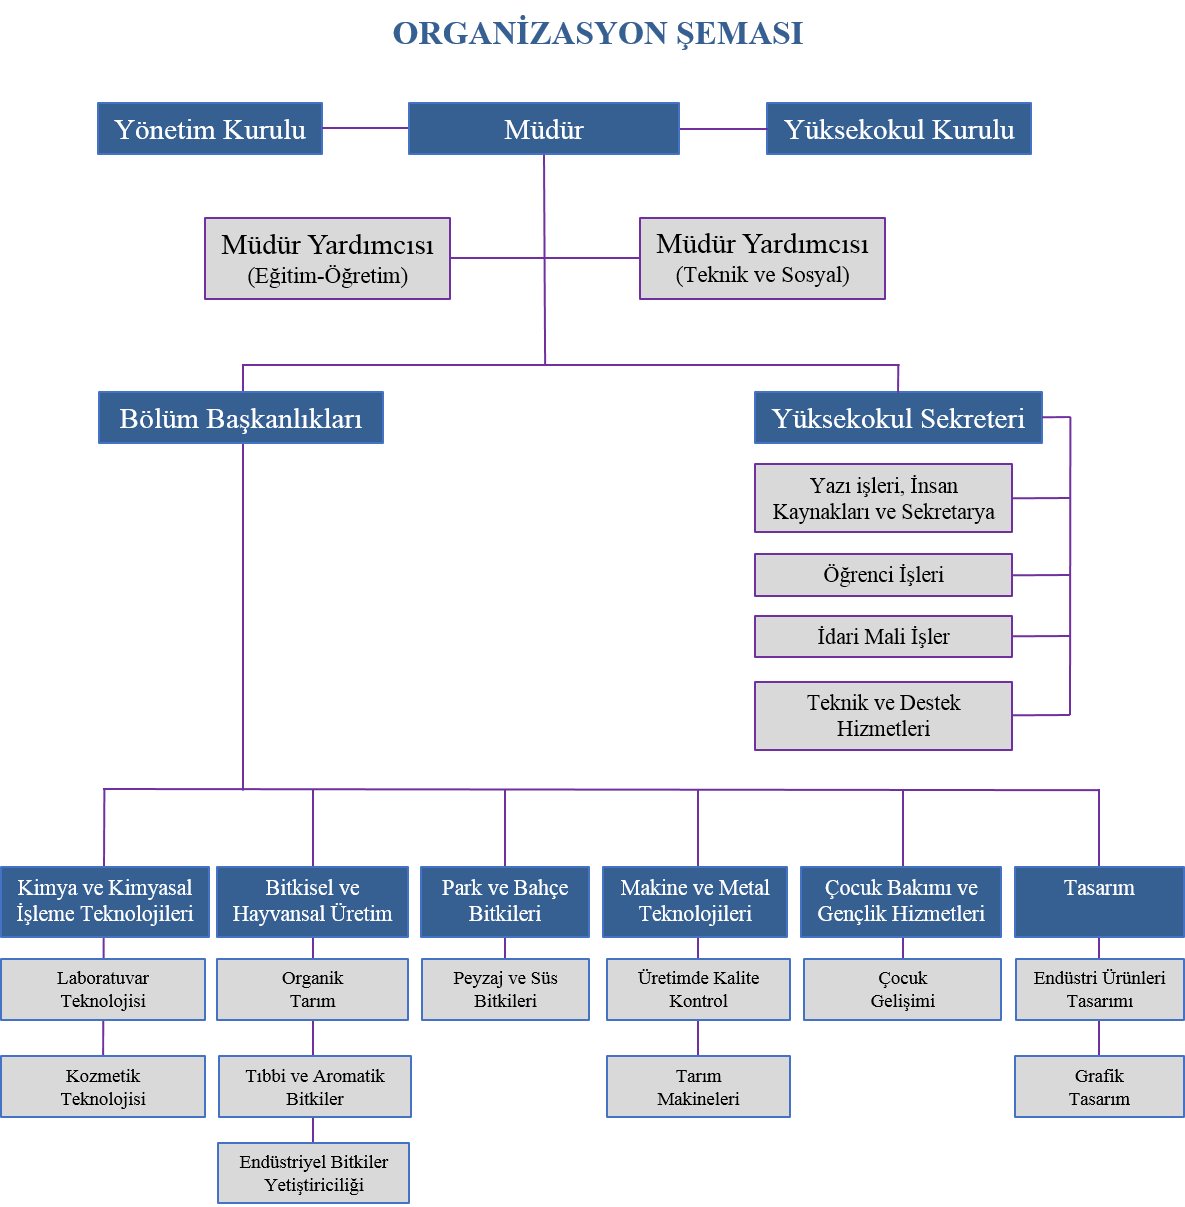 ORGANİZASYON ŞEMASI
Yönetim Kurulu
Müdür
Yüksekokul Kurulu
Müdür Yardımcısı
(Eğitim-Öğretim)
Müdür Yardımcısı
(Teknik ve Sosyal)
Bölüm Başkanlıkları
Yüksekokul Sekreteri
Yazı işleri, İnsan
Kaynakları ve Sekretarya
Öğrenci İşleri
İdari Mali İşler
Teknik ve Destek
Hizmetleri
Kimya ve Kimyasal
İşleme Teknolojileri
Laboratuvar
Teknolojisi
Kozmetik
Teknolojisi
Bitkisel ve
Hayvansal Üretim
Organik
Tarım
Tıbbi ve Aromatik
Bitkiler
Endüstriyel Bitkiler
Yetiştiriciliği
Park ve Bahçe
Bitkileri
Peyzaj ve Süs
Bitkileri
Makine ve Metal
Teknolojileri
Üretimde Kalite
Kontrol
Tarım
Makineleri
Çocuk Bakımı ve
Gençlik Hizmetleri
Çocuk
Gelişimi
Tasarım
Endüstri Ürünleri
Tasarımı
Grafik
Tasarım